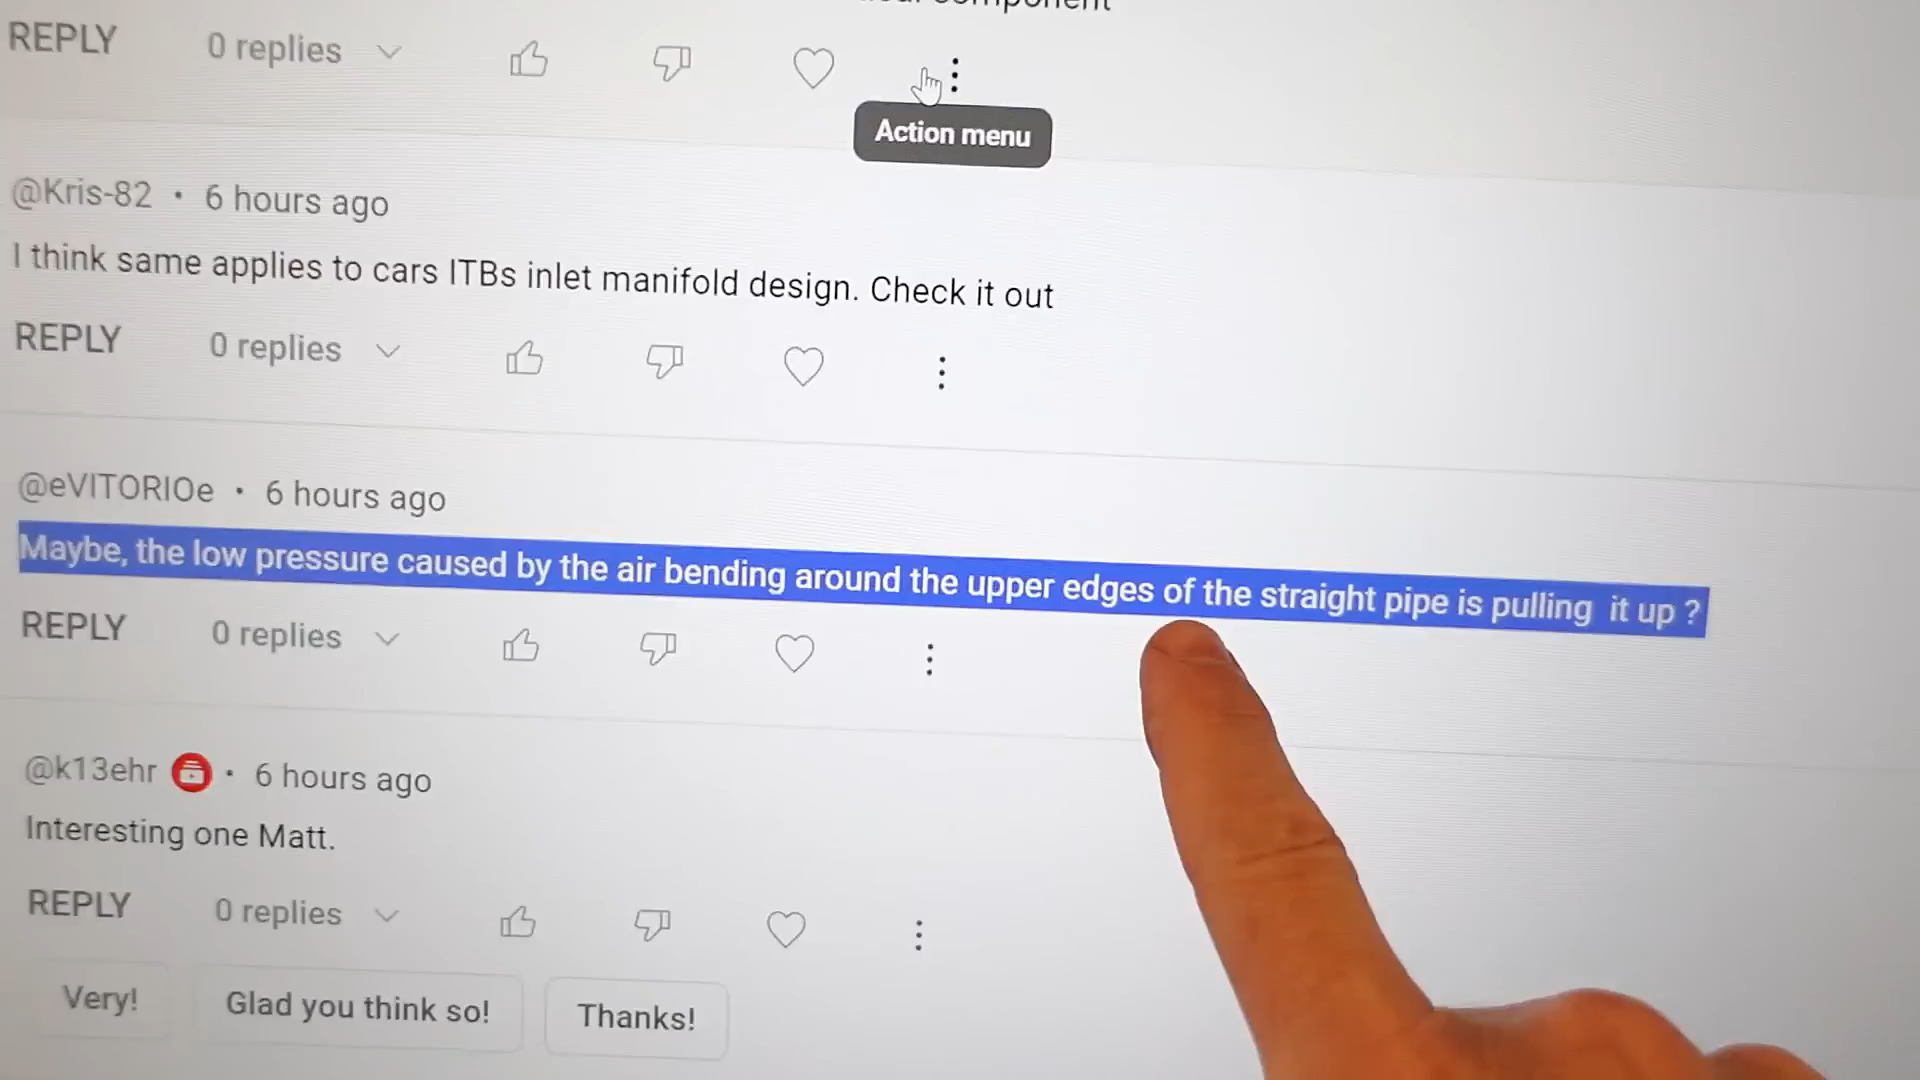 component
REPLY 0 replies
Action menu
@Kris-82 • 6 hours ago
I think same applies to cars ITBs inlet manifold design. Check it out
REPLY 0 replies
@eVITORIOe • 6 hours ago
Maybe, the low pressure caused by the air bending around the upper edges of the straight pipe is pulling it up ?
REPLY 0 replies
@k13ehr • 6 hours ago
Interesting one Matt.
REPLY 0 replies
Very! Glad you think so! Thanks!